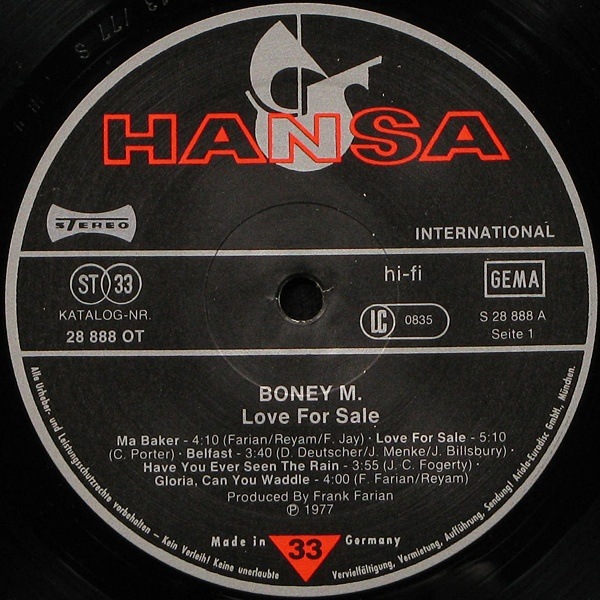 HANSA
STEREO
INTERNATIONAL
ST 33
hi-fi
GEMA
KATALOG-NR.
28 888 OT
LC 0835
S 28 888 A
Seite 1
BONEY M.
Love For Sale
Ma Baker - 4:10 (Farian/Reyam/F. Jay) · Love For Sale - 5:10
(C. Porter) · Belfast - 3:40 (D. Deutscher/J. Menke/J. Billsbury) ·
Have You Ever Seen The Rain - 3:55 (J. C. Fogerty) ·
Gloria, Can You Waddle - 4:00 (F. Farian/Reyam)
Produced By Frank Farian
Ⓟ 1977
Made in 33 Germany
Alle Urheber- und Leistungsschutzrechte vorbehalten – Kein Verleih! Keine unerlaubte Vervielfältigung, Vermietung, Aufführung, Sendung! Ariola-Eurodisc GmbH, München.